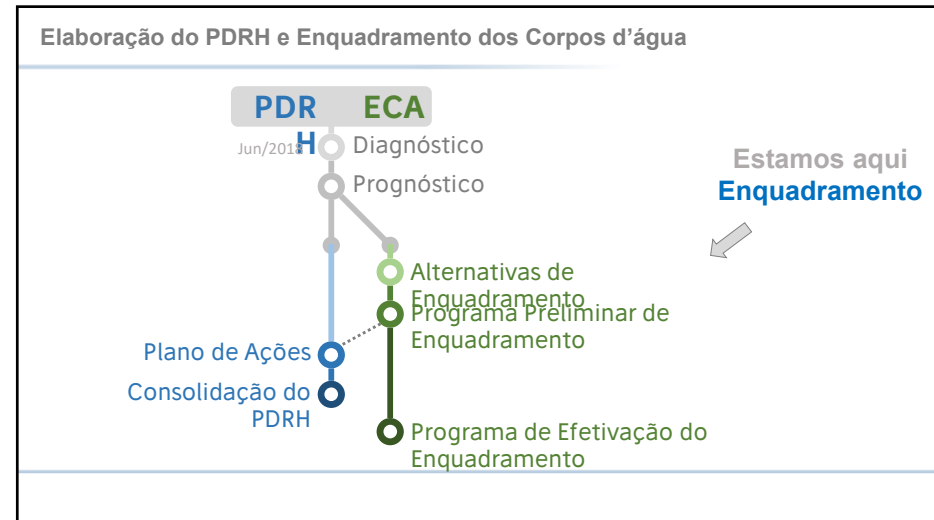 Elaboração do PDRH e Enquadramento dos Corpos d'água
PDR
H
ECA
Jun/2018
Diagnóstico
Prognóstico
Estamos aqui
Enquadramento
Alternativas de
Enquadramento
Programa Preliminar de
Enquadramento
Plano de Ações
Consolidação do
PDRH
Programa de Efetivação do
Enquadramento